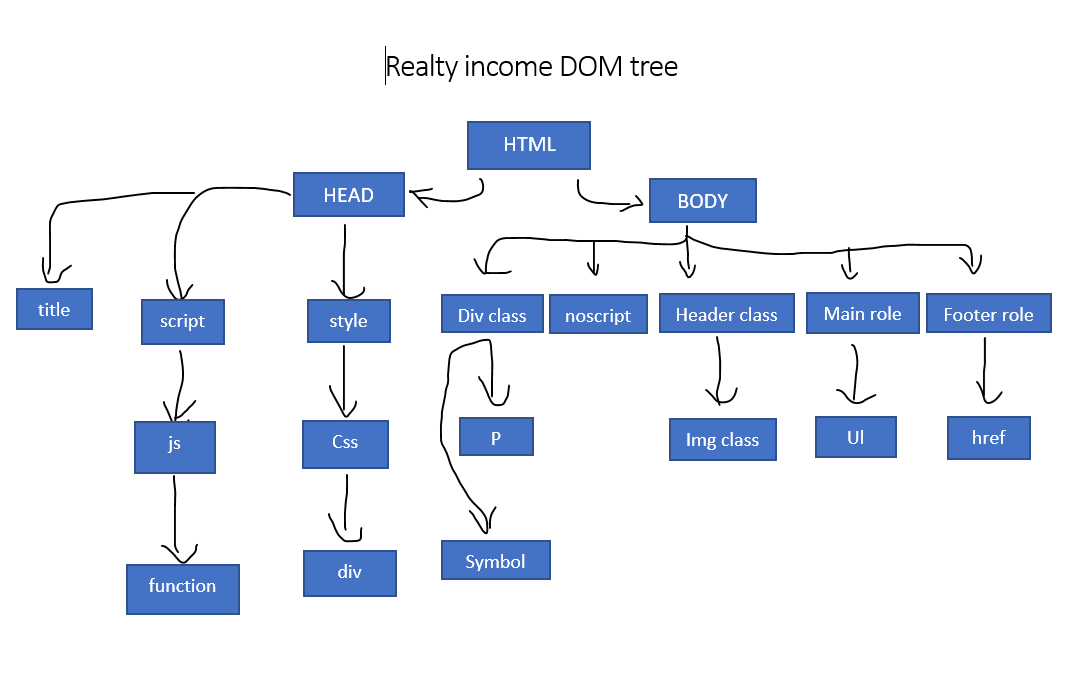 Realty income DOM tree
HTML
HEAD
BODY
title
script
style
Div class
noscript
Header class
Main role
Footer role
js
Css
P
Img class
Ul
href
function
div
Symbol